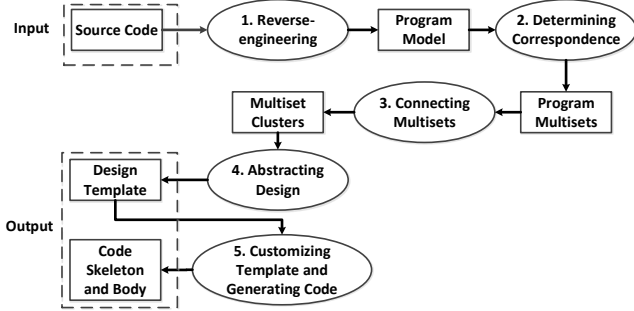 Input
Source Code
1. Reverse-
engineering
Program
Model
2. Determining
Correspondence
Multiset
Clusters
3. Connecting
Multisets
Program
Multisets
Design
Template
4. Abstracting
Design
Output
Code
Skeleton
and Body
5. Customizing
Template and
Generating Code